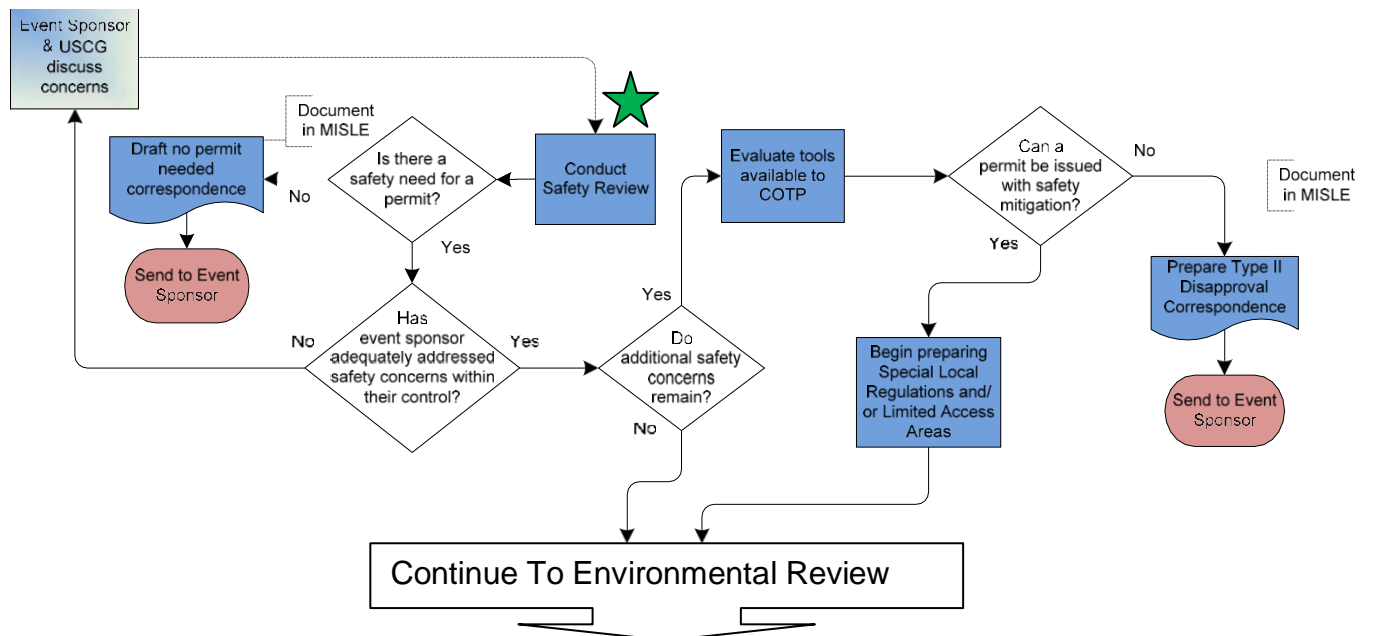 Event Sponsor
& USCG
discuss
concerns
Document
in MISLE
Draft no permit
needed
correspondence
No
Send to Event
Sponsor
Is there a
safety need for a
permit?
Yes
Conduct
Safety Review
Has
event sponsor
adequately addressed
safety concerns within
their control?
No
Yes
Do
additional safety
concerns
remain?
Yes
No
Evaluate tools
available to
COTP
Can a
permit be issued
with safety
mitigation?
No
Yes
Document
in MISLE
Prepare Type II
Disapproval
Correspondence
Send to Event
Sponsor
Begin preparing
Special Local
Regulations and/
or Limited Access
Areas
Continue To Environmental Review